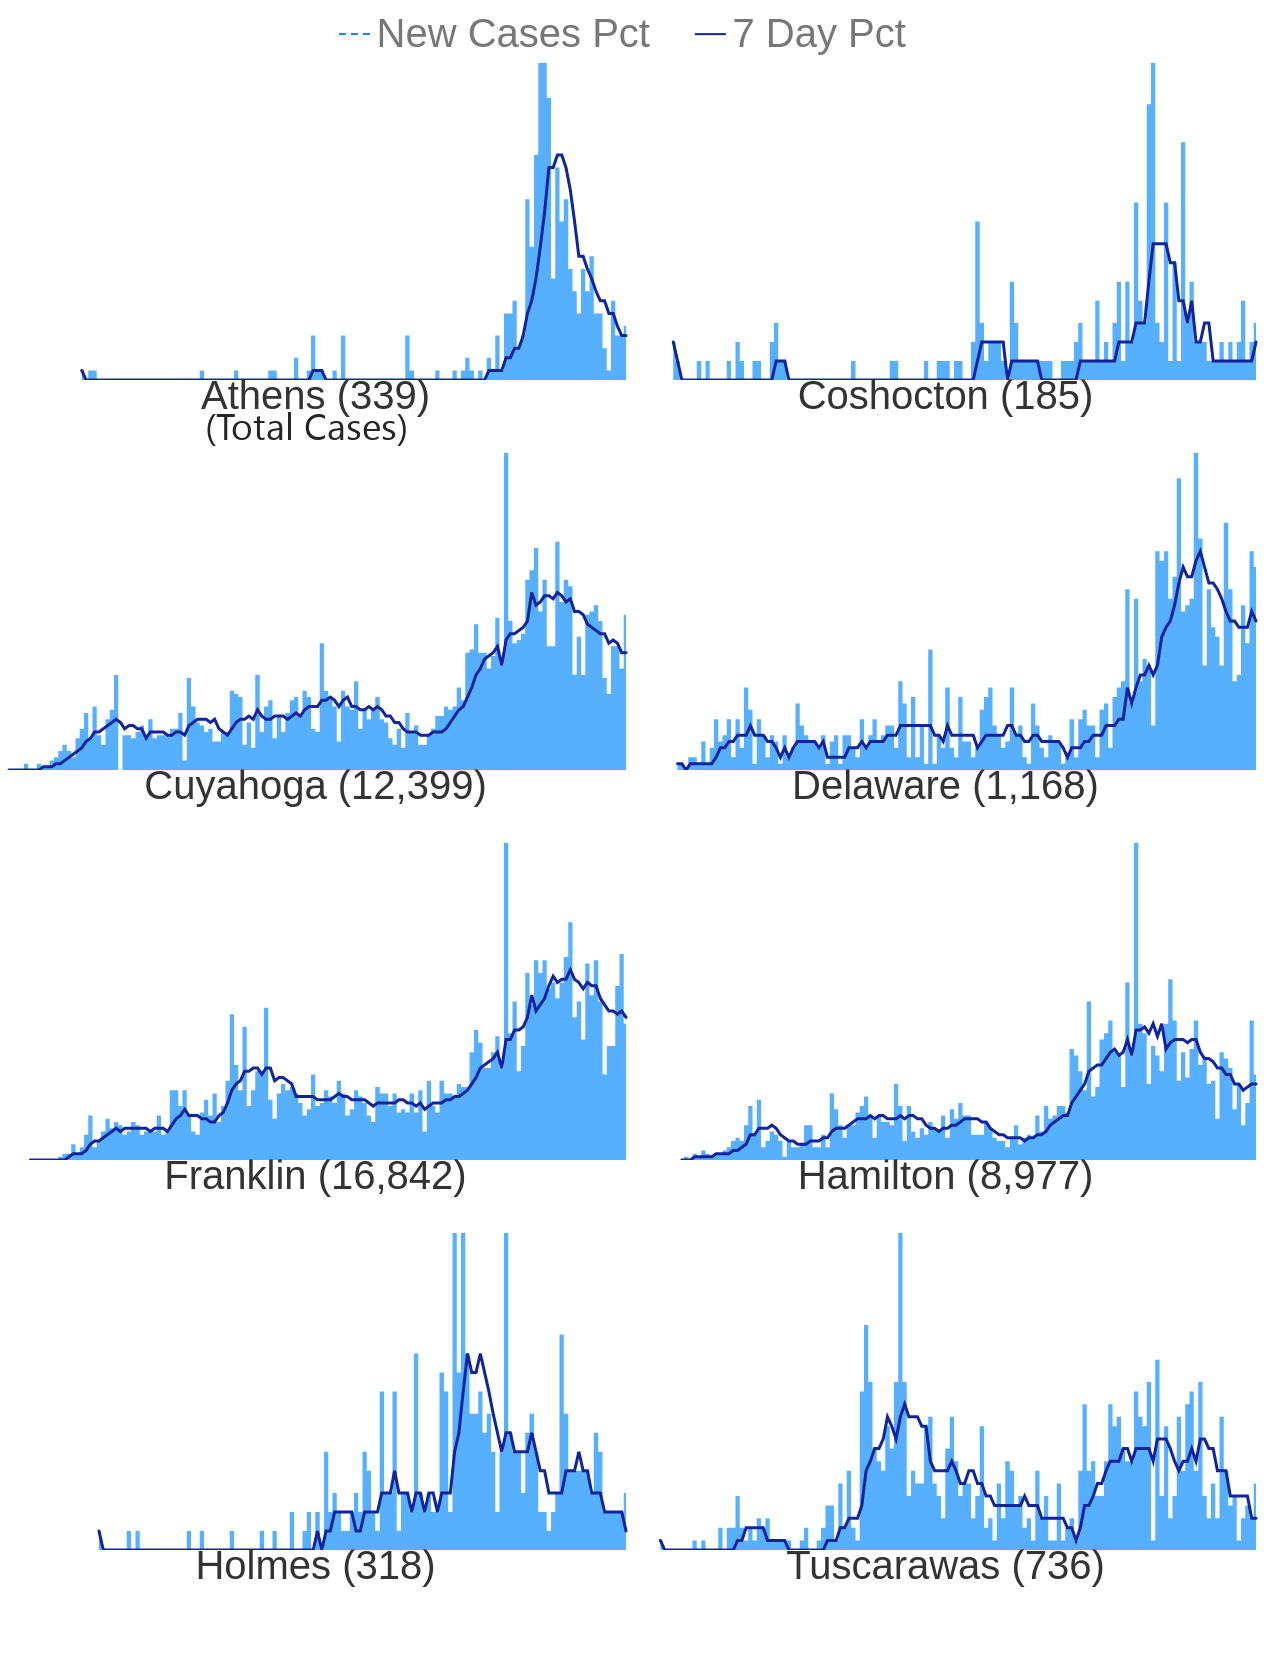 New Cases Pct 7 Day Pct
Athens (339) Coshocton (185)
(Total Cases)
Cuyahoga (12,399) Delaware (1,168)
Franklin (16,842) Hamilton (8,977)
Holmes (318) Tuscarawas (736)